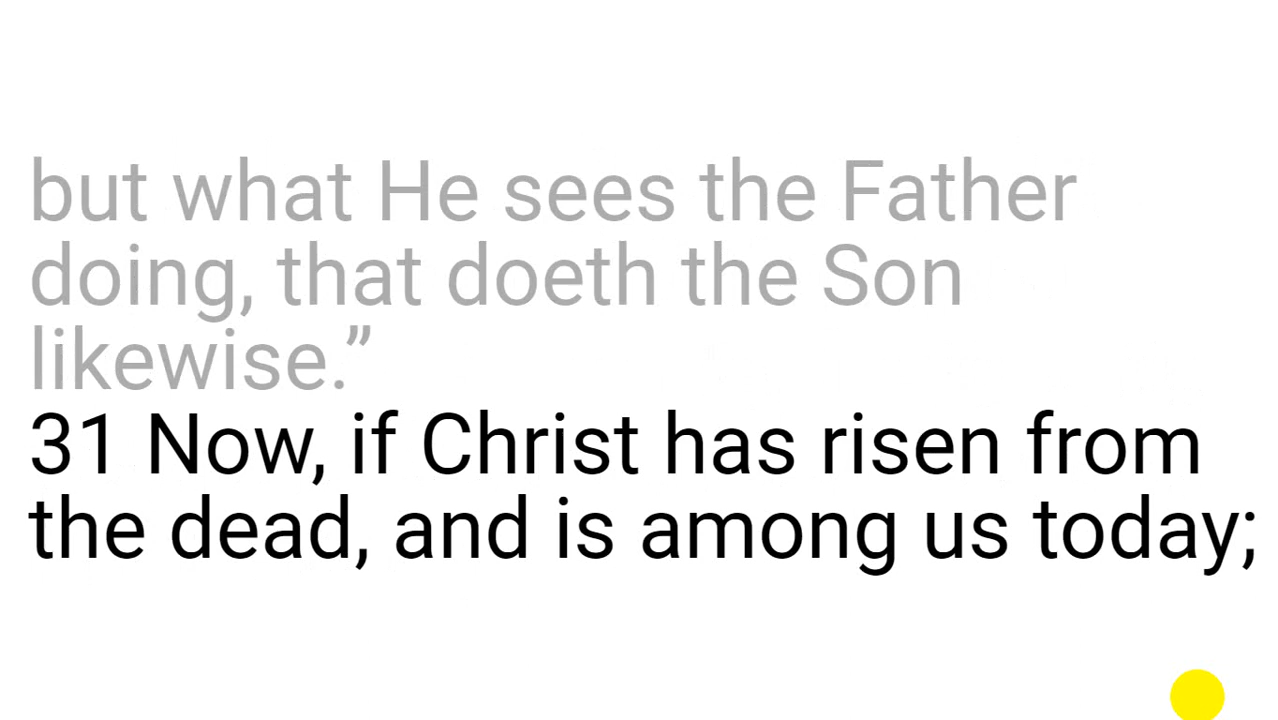 but what He sees the Father
doing, that doeth the Son
likewise.”
31 Now, if Christ has risen from
the dead, and is among us today;